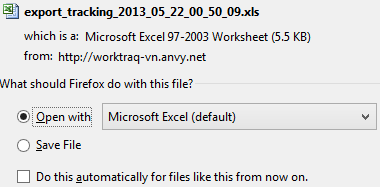 export_tracking_2013_05_22_00_50_09.xls
which is a: Microsoft Excel 97-2003 Worksheet (5.5 KB)
from: http://worktraq-vn.anvy.net
What should Firefox do with this file?
Open with Microsoft Excel (default)
Save File
Do this automatically for files like this from now on.